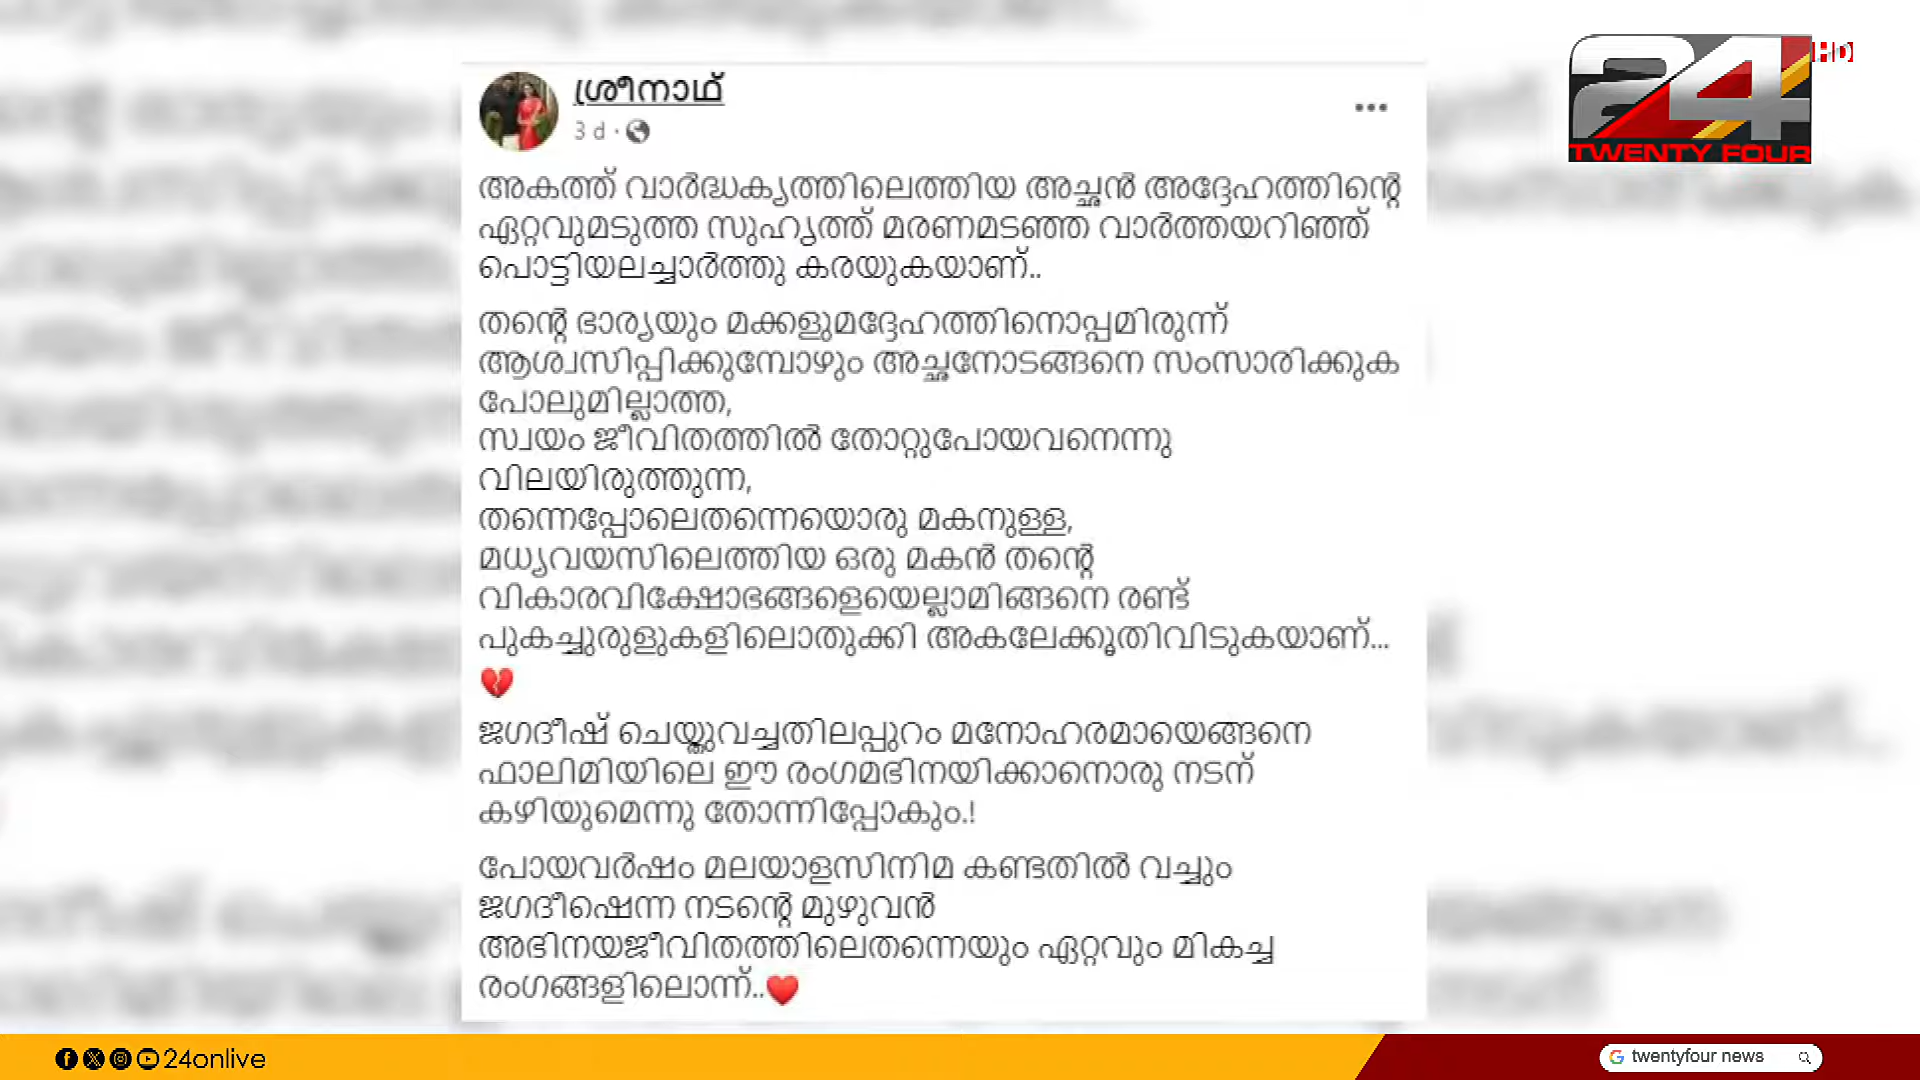 ശ്രീനാഥ്
3 d ·
അകത്ത് വാർദ്ധക്യത്തിലെത്തിയ അച്ഛൻ അദ്ദേഹത്തിന്റെ
ഏറ്റവുമടുത്ത സുഹൃത്ത് മരണമടഞ്ഞ വാർത്തയറിഞ്ഞ്
പൊട്ടിയലച്ചാർത്തു കരയുകയാണ്..
തന്റെ ഭാര്യയും മക്കളുമദ്ദേഹത്തിനൊപ്പമിരുന്ന്
ആശ്വസിപ്പിക്കുമ്പോഴും അച്ഛനോടങ്ങനെ സംസാരിക്കുക
പോലുമില്ലാത്ത,
സ്വയം ജീവിതത്തിൽ തോറ്റുപോയവനെന്നു
വിലയിരുത്തുന്ന,
തന്നെപ്പോലെതന്നെയൊരു മകനുള്ള,
മധ്യവയസിലെത്തിയ ഒരു മകൻ തന്റെ
വികാരവിക്ഷോഭങ്ങളെയെല്ലാമിങ്ങനെ രണ്ട്
പുകച്ചുരുളുകളിലൊതുക്കി അകലേക്കൂതിവിടുകയാണ്...
💔
ജഗദീഷ് ചെയ്തുവച്ചതിലപ്പുറം മനോഹരമായെങ്ങനെ
ഫാലിമിയിലെ ഈ രംഗമഭിനയിക്കാനൊരു നടന്
കഴിയുമെന്നു തോന്നിപ്പോകും.!
പോയവർഷം മലയാളസിനിമ കണ്ടതിൽ വച്ചും
ജഗദീഷെന്ന നടന്റെ മുഴുവൻ
അഭിനയജീവിതത്തിലെതന്നെയും ഏറ്റവും മികച്ച
രംഗങ്ങളിലൊന്ന്..❤️
24 HD
TWENTY FOUR
24onlive
twentyfour news